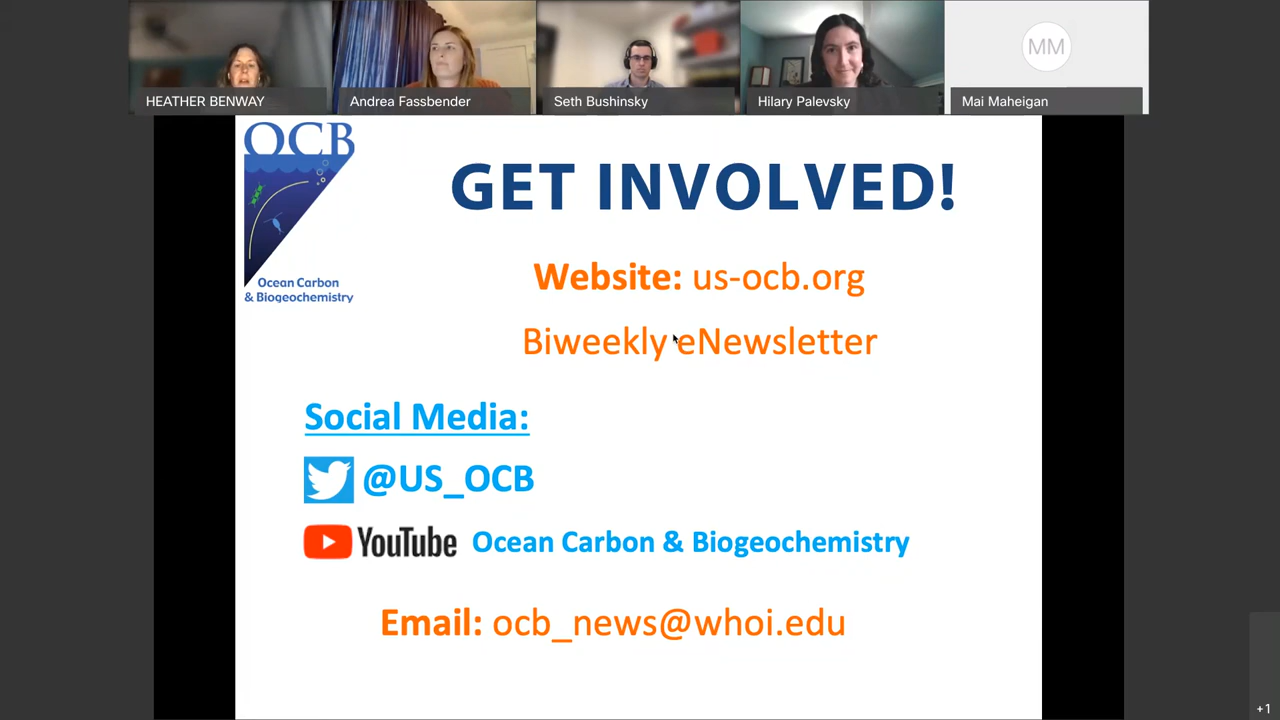 MM
HEATHER BENWAY
Andrea Fassbender
Seth Bushinsky
Hilary Palevsky
Mai Maheigan
OCB
Ocean Carbon
& Biogeochemistry
GET INVOLVED!
Website: us-ocb.org
Biweekly eNewsletter
Social Media:
@US_OCB
YouTube Ocean Carbon & Biogeochemistry
Email: ocb_news@whoi.edu
+1